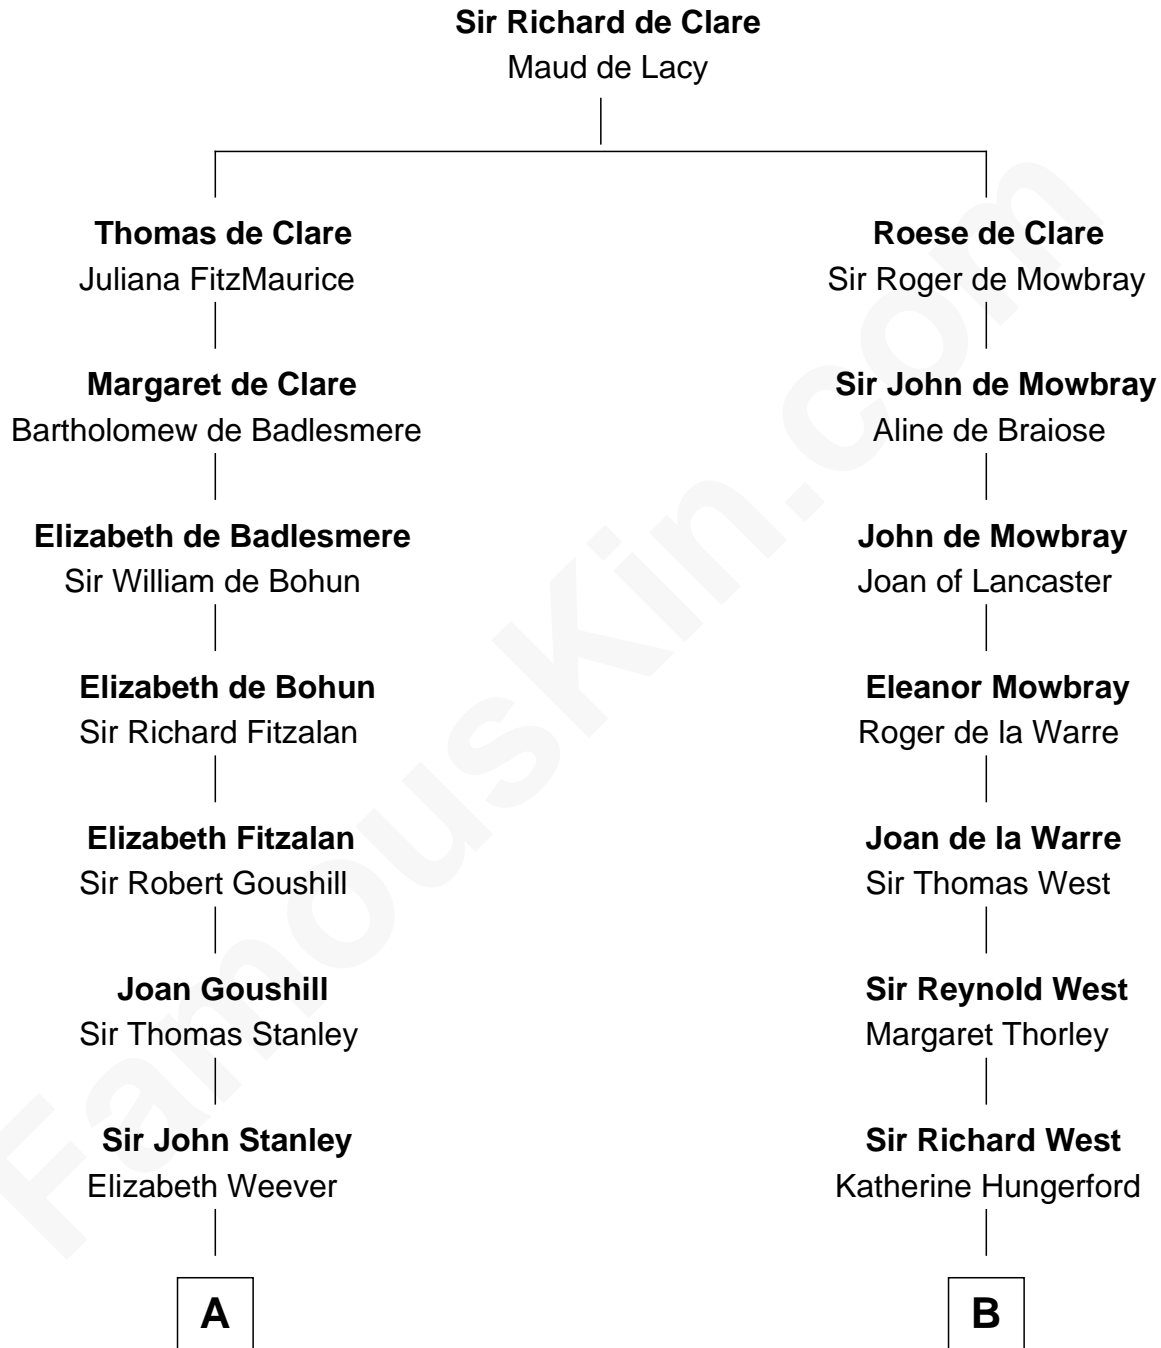 Sir Richard de Clare
Maud de Lacy
Thomas de Clare
Juliana FitzMaurice
Roese de Clare
Sir Roger de Mowbray
Margaret de Clare
Bartholomew de Badlesmere
Sir John de Mowbray
Aline de Braiose
Elizabeth de Badlesmere
Sir William de Bohun
John de Mowbray
Joan of Lancaster
Elizabeth de Bohun
Sir Richard Fitzalan
Eleanor Mowbray
Roger de la Warre
Elizabeth Fitzalan
Sir Robert Goushill
Joan de la Warre
Sir Thomas West
Joan Goushill
Sir Thomas Stanley
Sir Reynold West
Margaret Thorley
Sir John Stanley
Elizabeth Weever
Sir Richard West
Katherine Hungerford
A
B
FamousKin.com